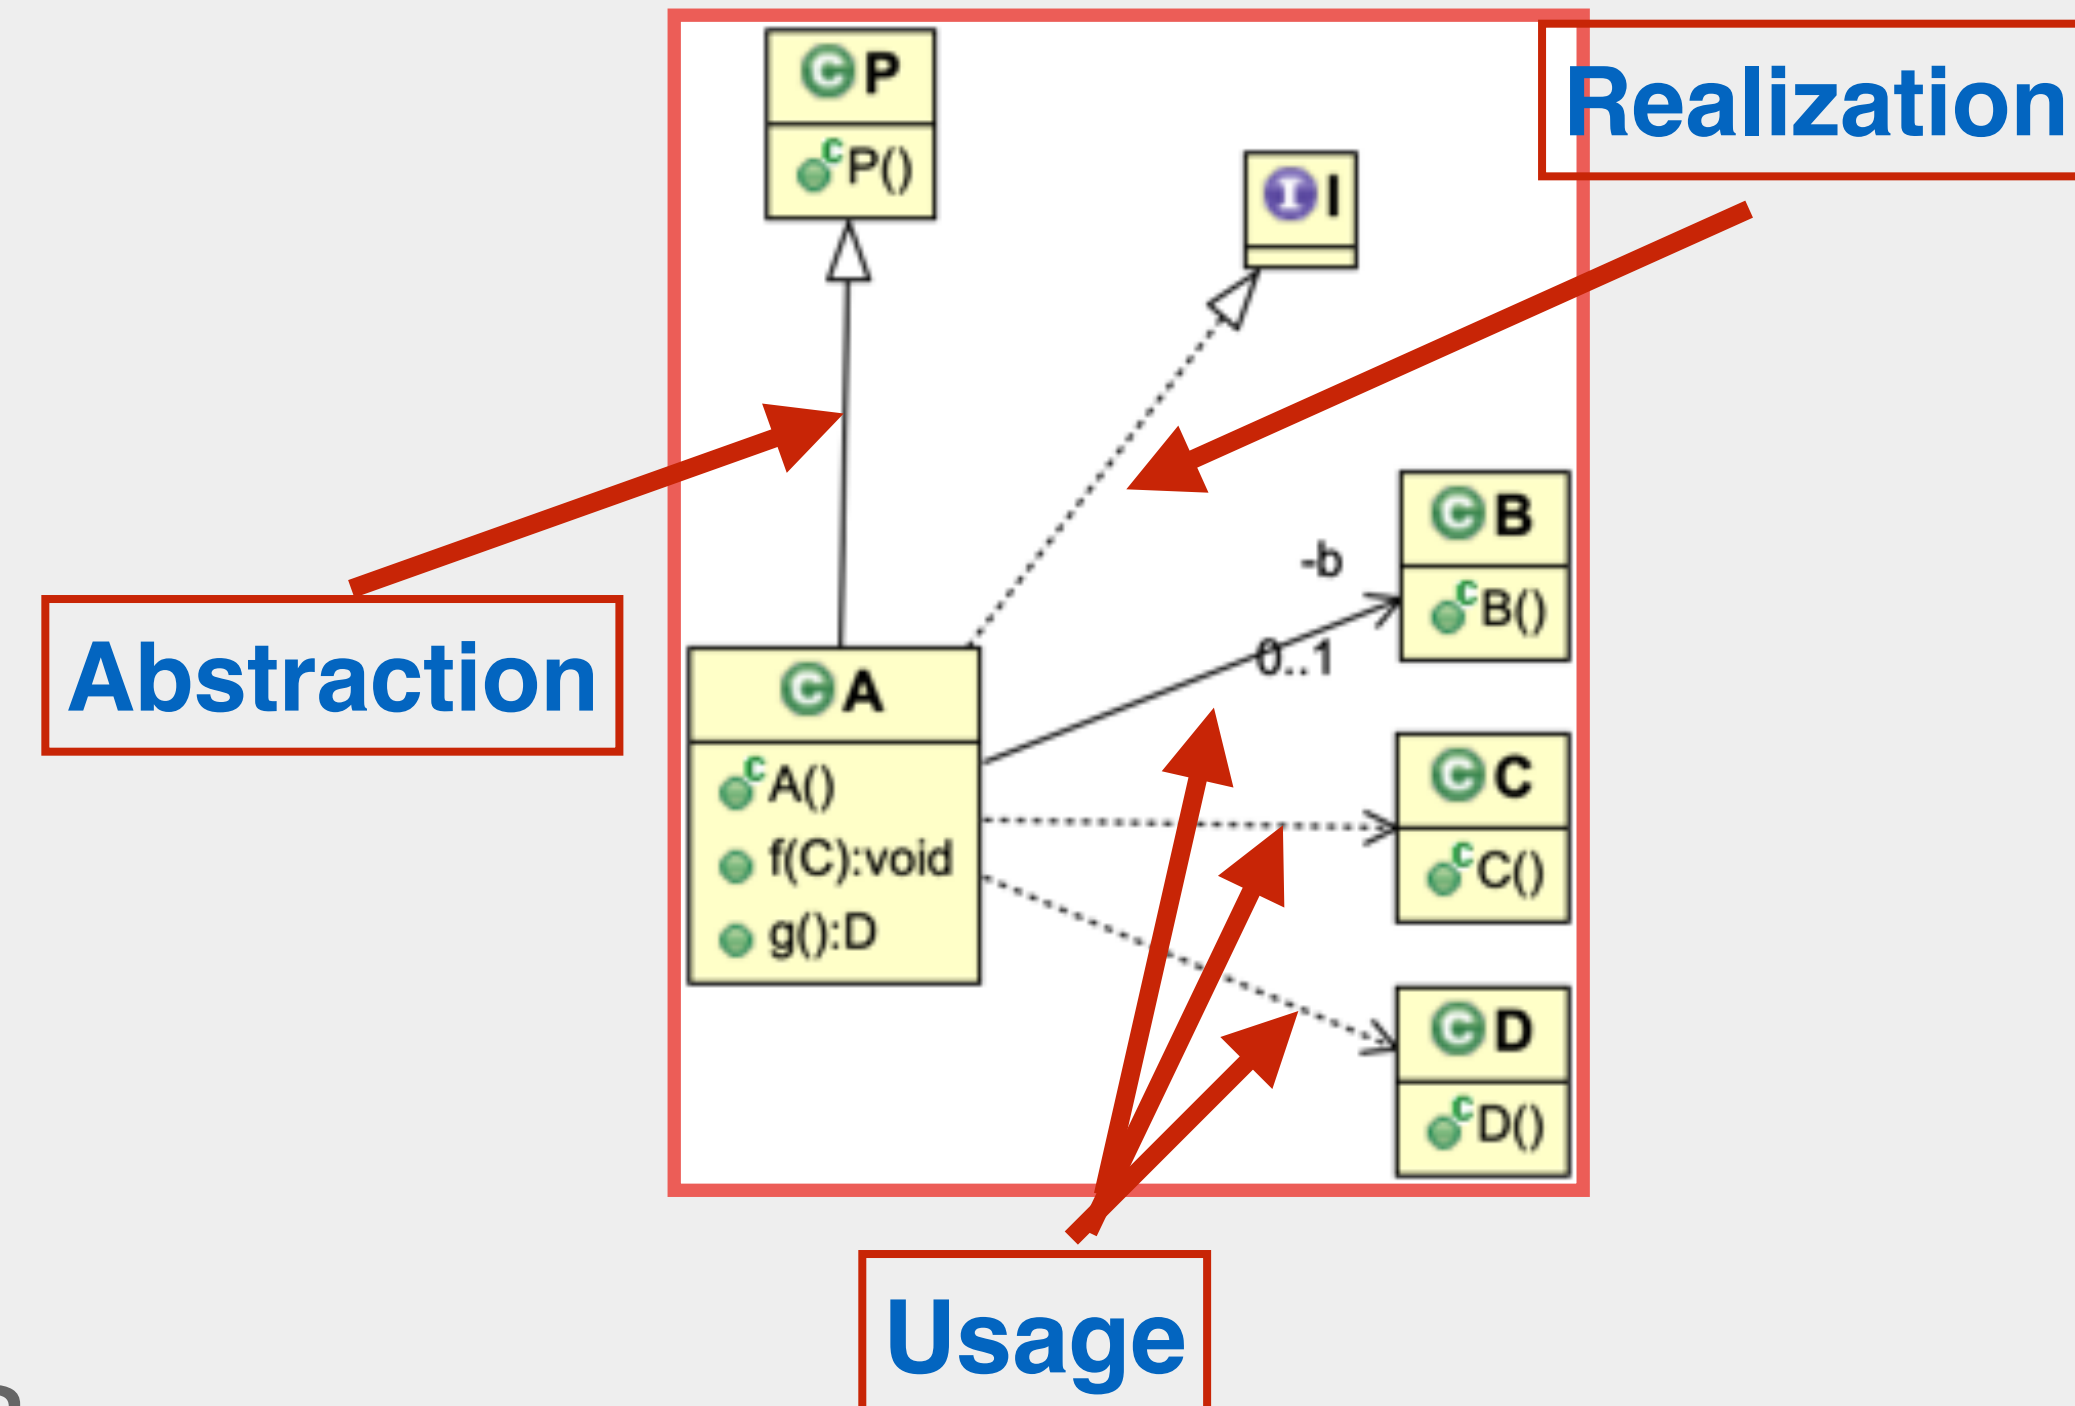 C P
c P()
Realization
I I
C B
c B()
-b
0..1
Abstraction
C A
c A()
f(C):void
g():D
C C
c C()
C D
c D()
Usage